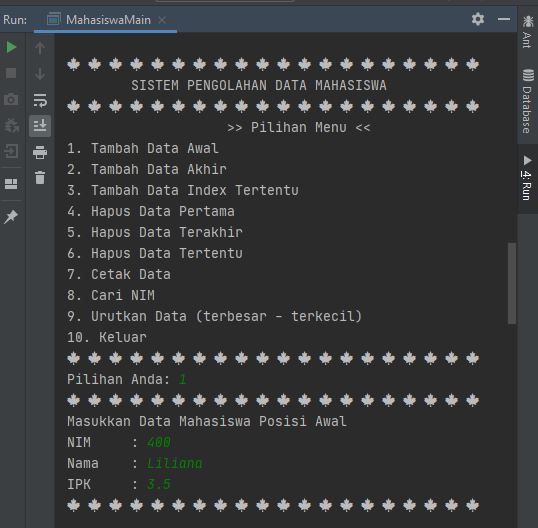 Run: MahasiswaMain
🍁 🍁 🍁 🍁 🍁 🍁 🍁 🍁 🍁 🍁 🍁 🍁 🍁 🍁 🍁 🍁 🍁 🍁 🍁 🍁
SISTEM PENGOLAHAN DATA MAHASISWA
🍁 🍁 🍁 🍁 🍁 🍁 🍁 🍁 🍁 🍁 🍁 🍁 🍁 🍁 🍁 🍁 🍁 🍁 🍁 🍁
>> Pilihan Menu <<
1. Tambah Data Awal
2. Tambah Data Akhir
3. Tambah Data Index Tertentu
4. Hapus Data Pertama
5. Hapus Data Terakhir
6. Hapus Data Tertentu
7. Cetak Data
8. Cari NIM
9. Urutkan Data (terbesar - terkecil)
10. Keluar
🍁 🍁 🍁 🍁 🍁 🍁 🍁 🍁 🍁 🍁 🍁 🍁 🍁 🍁 🍁 🍁 🍁 🍁 🍁 🍁
Pilihan Anda: 1
🍁 🍁 🍁 🍁 🍁 🍁 🍁 🍁 🍁 🍁 🍁 🍁 🍁 🍁 🍁 🍁 🍁 🍁 🍁 🍁
Masukkan Data Mahasiswa Posisi Awal
NIM : 400
Nama : Liliana
IPK : 3.5
🍁 🍁 🍁 🍁 🍁 🍁 🍁 🍁 🍁 🍁 🍁 🍁 🍁 🍁 🍁 🍁 🍁 🍁 🍁 🍁
Ant
Database
4: Run